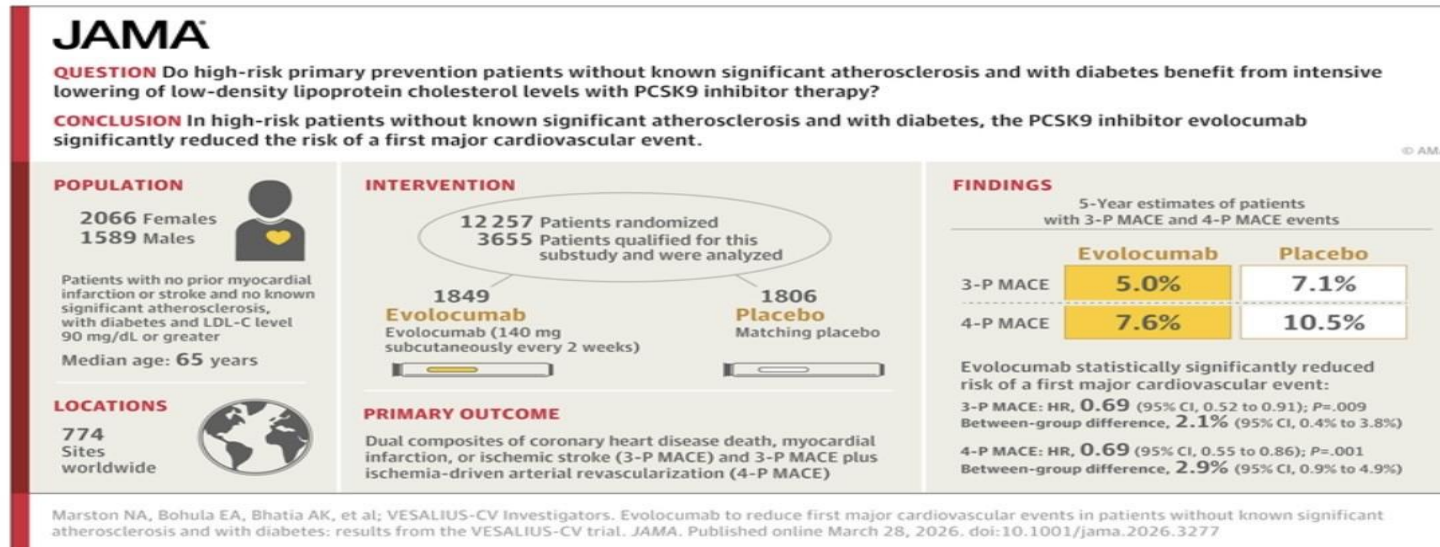 JAMA
QUESTION Do high-risk primary prevention patients without known significant atherosclerosis and with diabetes benefit from intensive
lowering of low-density lipoprotein cholesterol levels with PCSK9 inhibitor therapy?
CONCLUSION In high-risk patients without known significant atherosclerosis and with diabetes, the PCSK9 inhibitor evolocumab
significantly reduced the risk of a first major cardiovascular event.
© AMA
POPULATION
2066 Females
1589 Males
Patients with no prior myocardial
infarction or stroke and no known
significant atherosclerosis,
with diabetes and LDL-C level
90 mg/dL or greater
Median age: 65 years
LOCATIONS
774
Sites
worldwide
INTERVENTION
12 257 Patients randomized
3655 Patients qualified for this
substudy and were analyzed
1849
Evolocumab
Evolocumab (140 mg
subcutaneously every 2 weeks)
1806
Placebo
Matching placebo
PRIMARY OUTCOME
Dual composites of coronary heart disease death, myocardial
infarction, or ischemic stroke (3-P MACE) and 3-P MACE plus
ischemia-driven arterial revascularization (4-P MACE)
FINDINGS
5-Year estimates of patients
with 3-P MACE and 4-P MACE events
Evolocumab Placebo
3-P MACE 5.0% 7.1%
4-P MACE 7.6% 10.5%
Evolocumab statistically significantly reduced
risk of a first major cardiovascular event:
3-P MACE: HR, 0.69 (95% CI, 0.52 to 0.91); P=.009
Between-group difference, 2.1% (95% CI, 0.4% to 3.8%)
4-P MACE: HR, 0.69 (95% CI, 0.55 to 0.86); P=.001
Between-group difference, 2.9% (95% CI, 0.9% to 4.9%)
Marston NA, Bohula EA, Bhatia AK, et al; VESALIUS-CV Investigators. Evolocumab to reduce first major cardiovascular events in patients without known significant
atherosclerosis and with diabetes: results from the VESALIUS-CV trial. JAMA. Published online March 28, 2026. doi:10.1001/jama.2026.3277